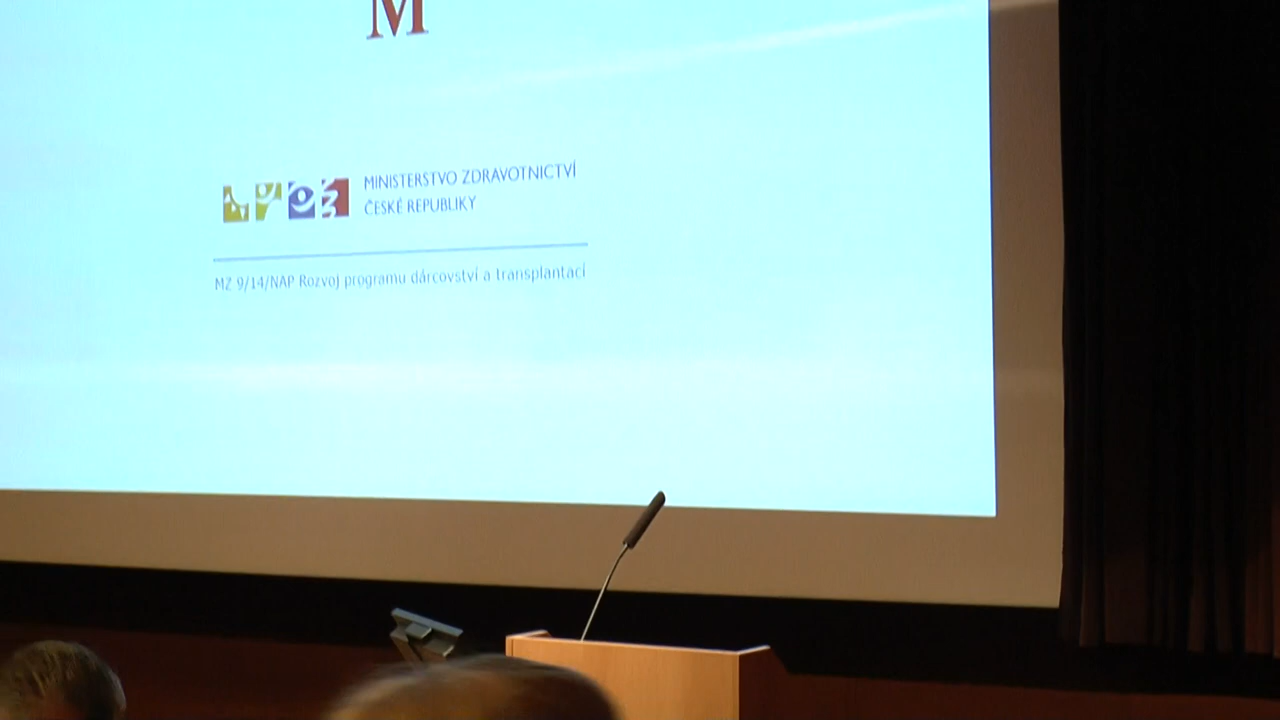 M
MINISTERSTVO ZDRAVOTNICTVÍ
ČESKÉ REPUBLIKY
MZ 9/14/NAP Rozvoj programu dárcovství a transplantací